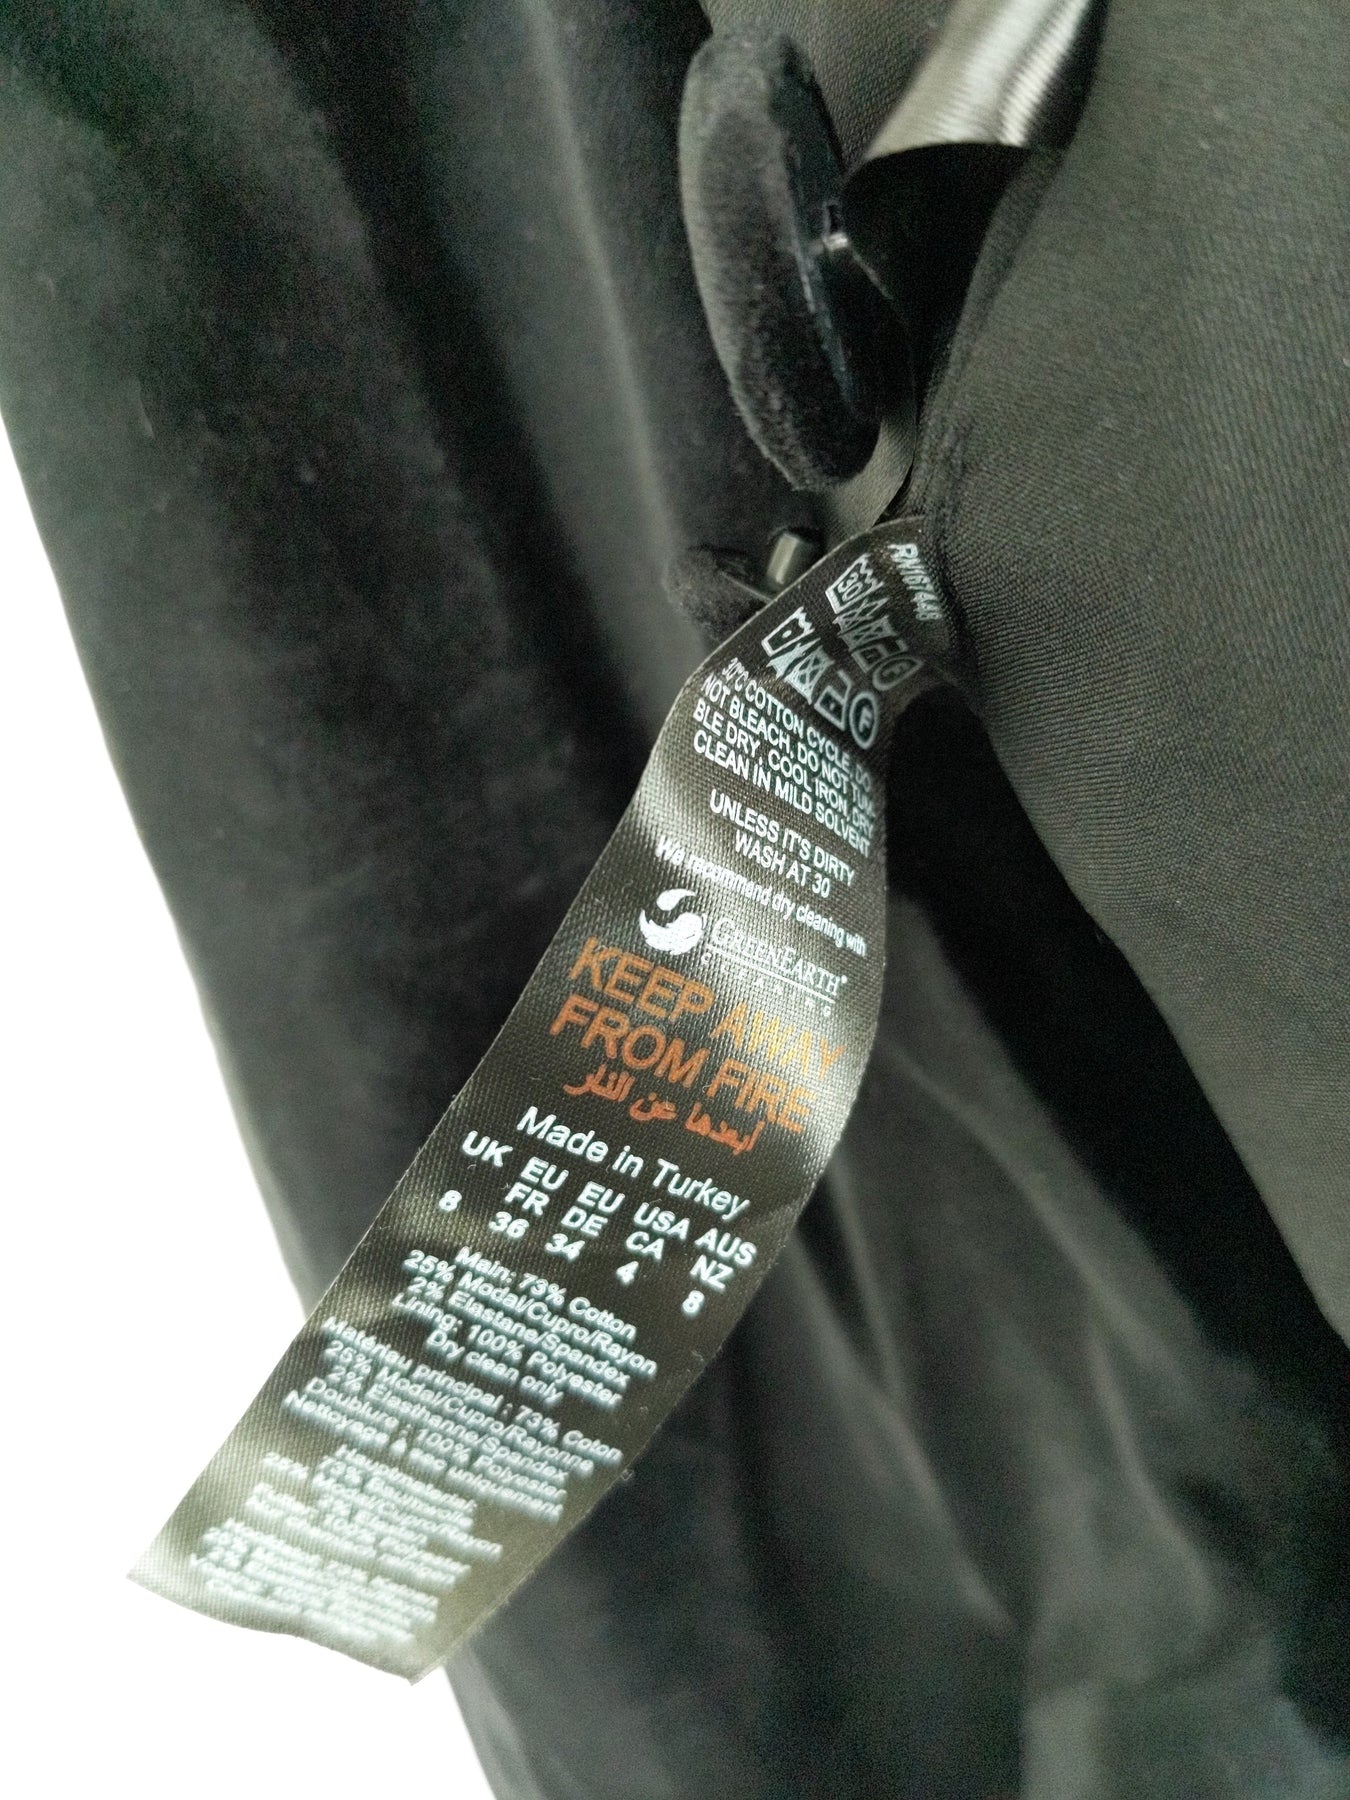 RN167448
30
F
30°C COTTON CYCLE, DO
NOT BLEACH, DO NOT TUM-
BLE DRY, COOL IRON, DRY
CLEAN IN MILD SOLVENT
UNLESS IT'S DIRTY
WASH AT 30
We recommend dry cleaning with
GREENEARTH®
CLEANING
KEEP AWAY
FROM FIRE
أبعدها عن النار
Made in Turkey
UK EU FR EU DE USA CA AUS NZ
8 36 34 4 8
Main: 73% Cotton
25% Modal/Cupro/Rayon
2% Elastane/Spandex
Lining: 100% Polyester
Dry clean only
Matériau principal : 73% Coton
25% Modal/Cupro/Rayonne
2% Élasthanne/Spandex
Doublure : 100% Polyester
Nettoyage à sec uniquement